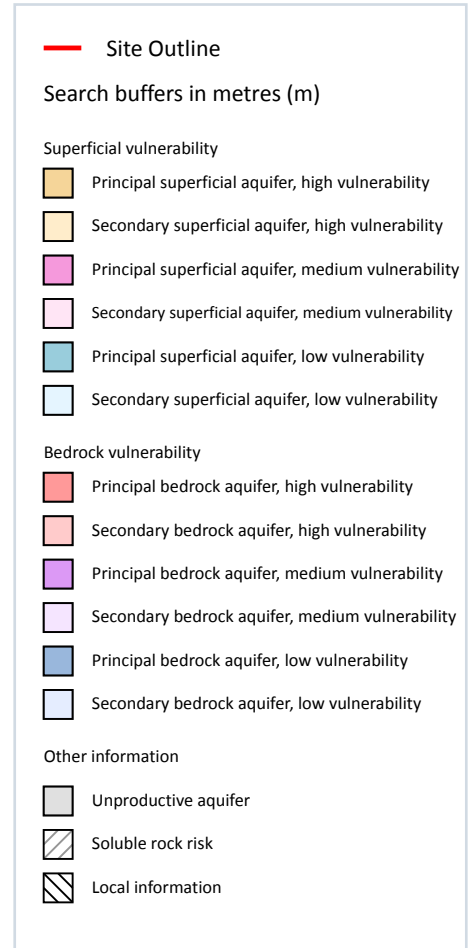 Site Outline
Search buffers in metres (m)
Superficial vulnerability
Principal superficial aquifer, high vulnerability
Secondary superficial aquifer, high vulnerability
Principal superficial aquifer, medium vulnerability
Secondary superficial aquifer, medium vulnerability
Principal superficial aquifer, low vulnerability
Secondary superficial aquifer, low vulnerability
Bedrock vulnerability
Principal bedrock aquifer, high vulnerability
Secondary bedrock aquifer, high vulnerability
Principal bedrock aquifer, medium vulnerability
Secondary bedrock aquifer, medium vulnerability
Principal bedrock aquifer, low vulnerability
Secondary bedrock aquifer, low vulnerability
Other information
Unproductive aquifer
Soluble rock risk
Local information